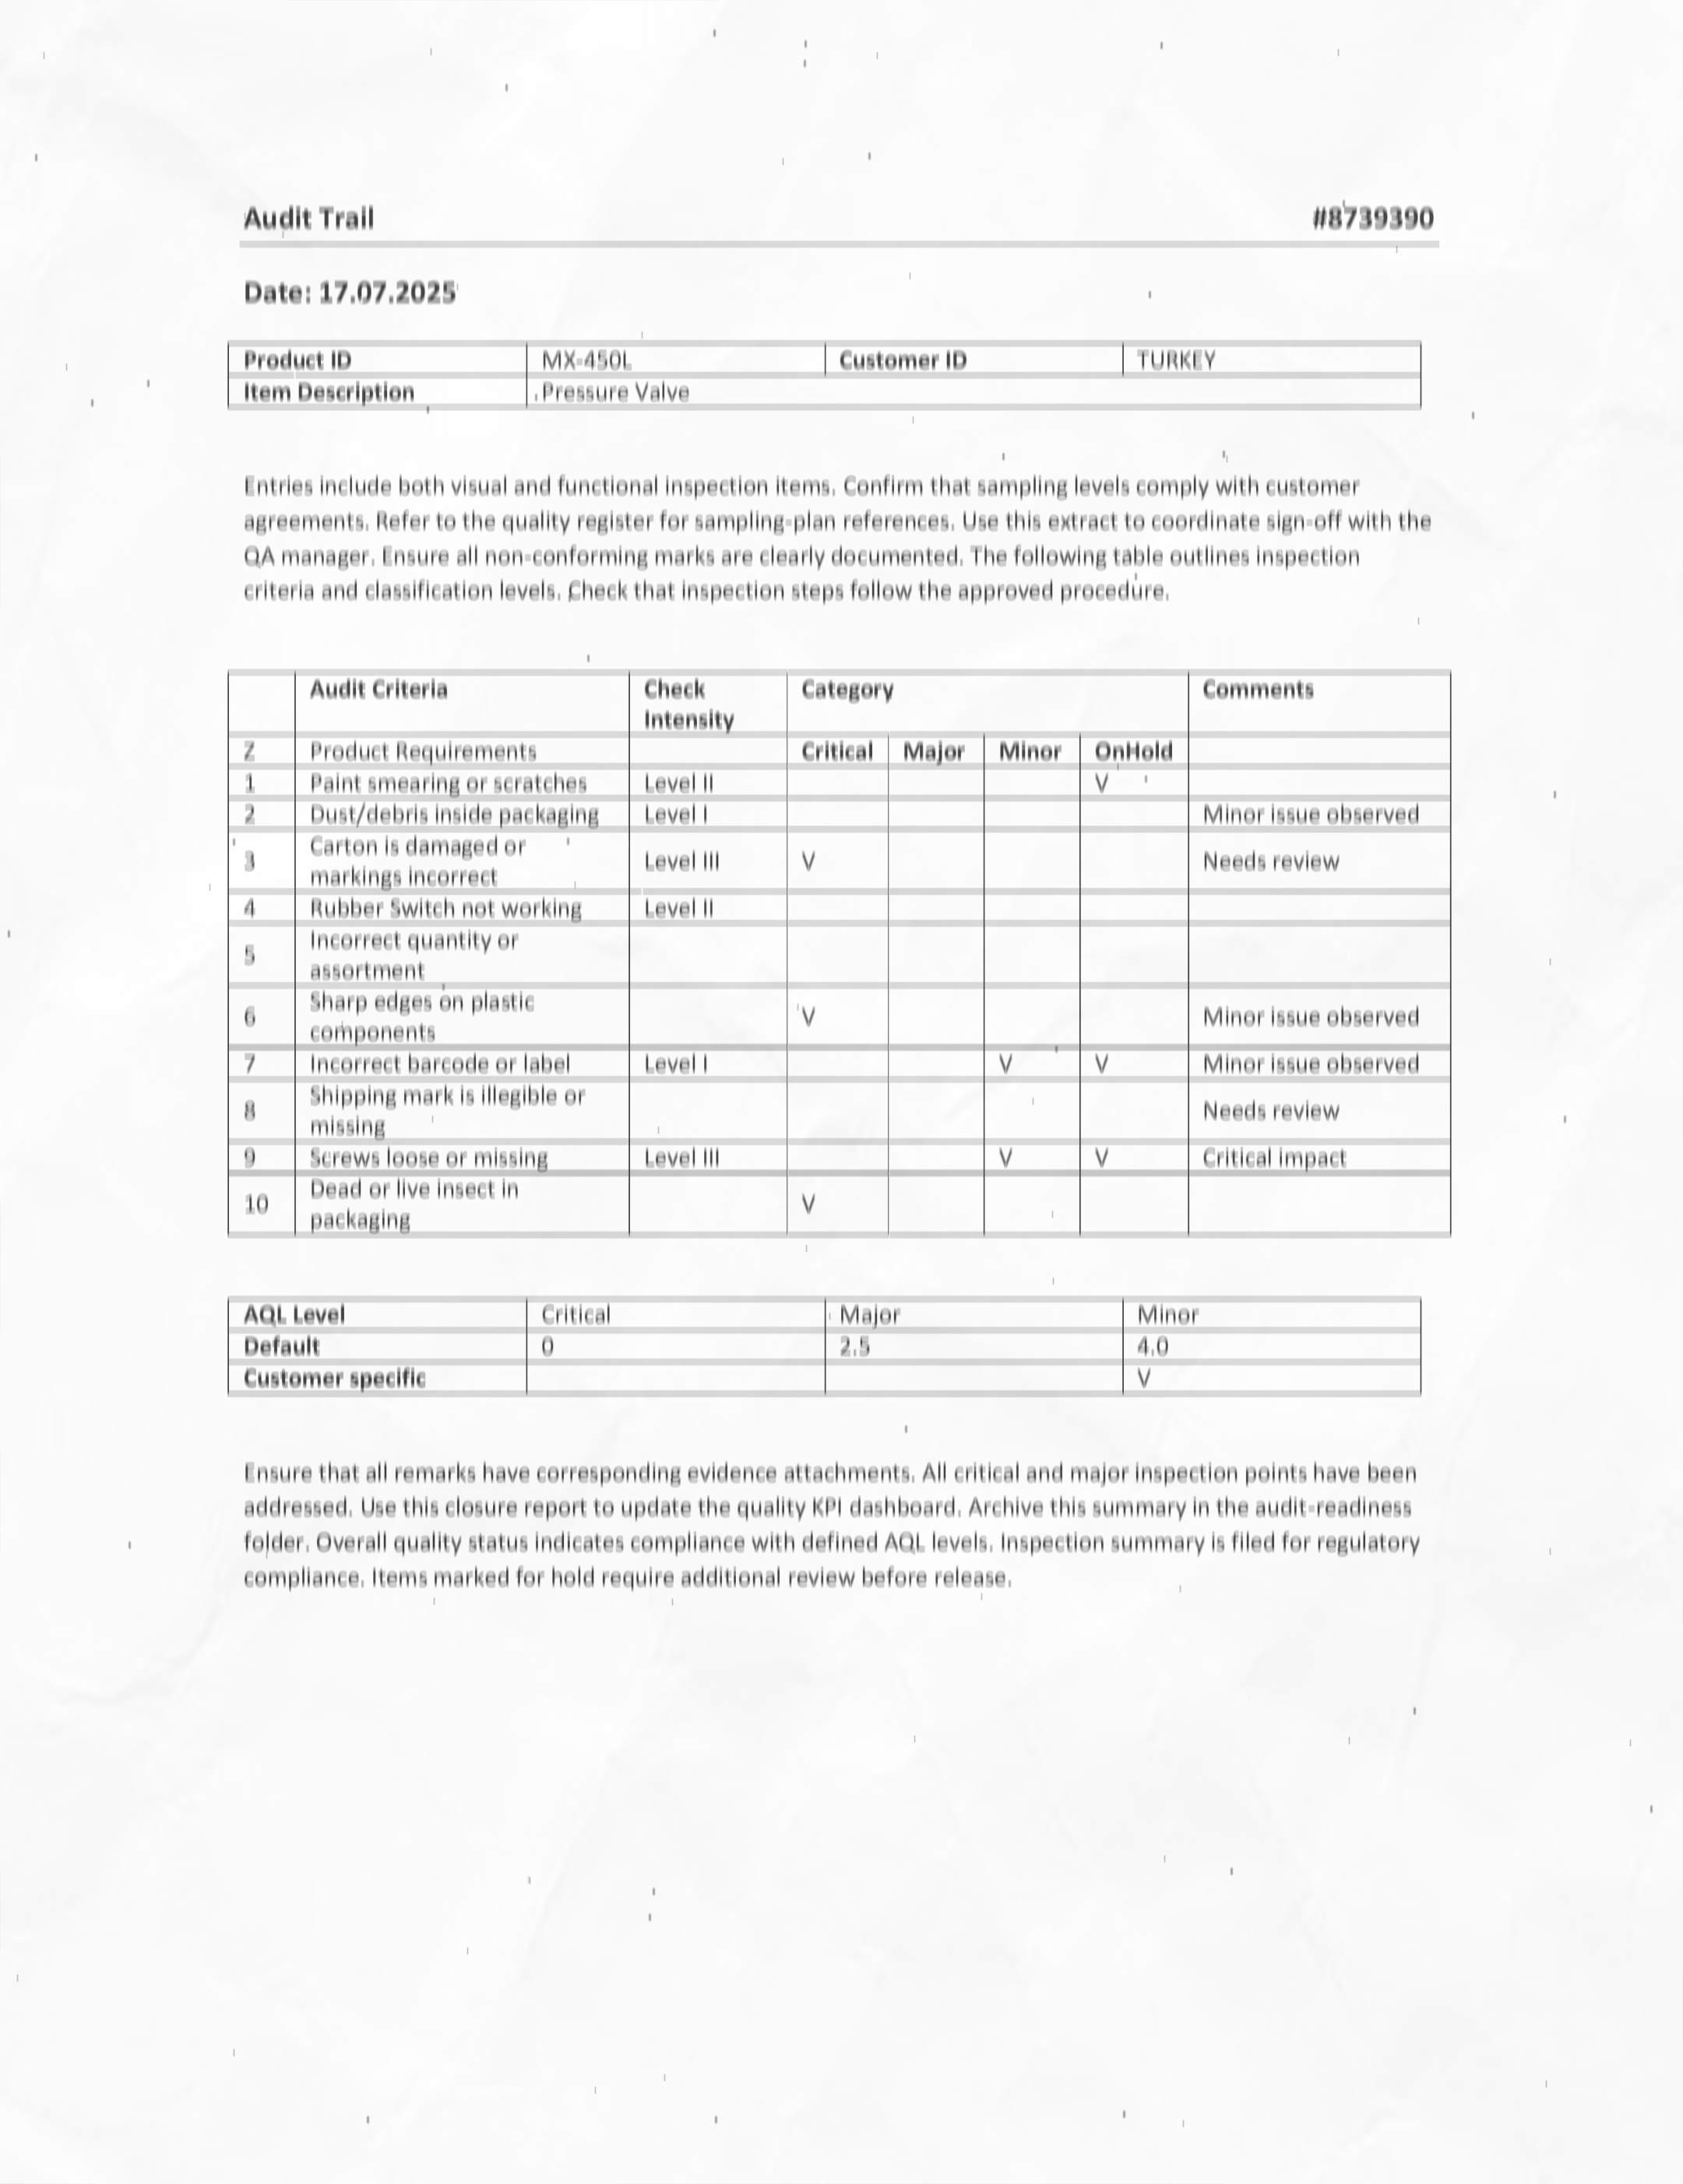 Audit Trail #8739390
Date: 17.07.2025
Product ID MX-450L Customer ID TURKEY
Item Description Pressure Valve
Entries include both visual and functional inspection items. Confirm that sampling levels comply with customer
agreements. Refer to the quality register for sampling-plan references. Use this extract to coordinate sign-off with the
QA manager. Ensure all non-conforming marks are clearly documented. The following table outlines inspection
criteria and classification levels. Check that inspection steps follow the approved procedure.
Audit Criteria Check Category Comments
Intensity
Z Product Requirements Critical Major Minor OnHold
1 Paint smearing or scratches Level II V
2 Dust/debris inside packaging Level I Minor issue observed
3 Carton is damaged or Level III V Needs review
markings incorrect
4 Rubber Switch not working Level II
5 Incorrect quantity or
assortment
6 Sharp edges on plastic V Minor issue observed
components
7 Incorrect barcode or label Level I V V Minor issue observed
8 Shipping mark is illegible or Needs review
missing
9 Screws loose or missing Level III V V Critical impact
10 Dead or live insect in V
packaging
AQL Level Critical Major Minor
Default 0 2.5 4.0
Customer specific V
Ensure that all remarks have corresponding evidence attachments. All critical and major inspection points have been
addressed. Use this closure report to update the quality KPI dashboard. Archive this summary in the audit-readiness
folder. Overall quality status indicates compliance with defined AQL levels. Inspection summary is filed for regulatory
compliance. Items marked for hold require additional review before release.